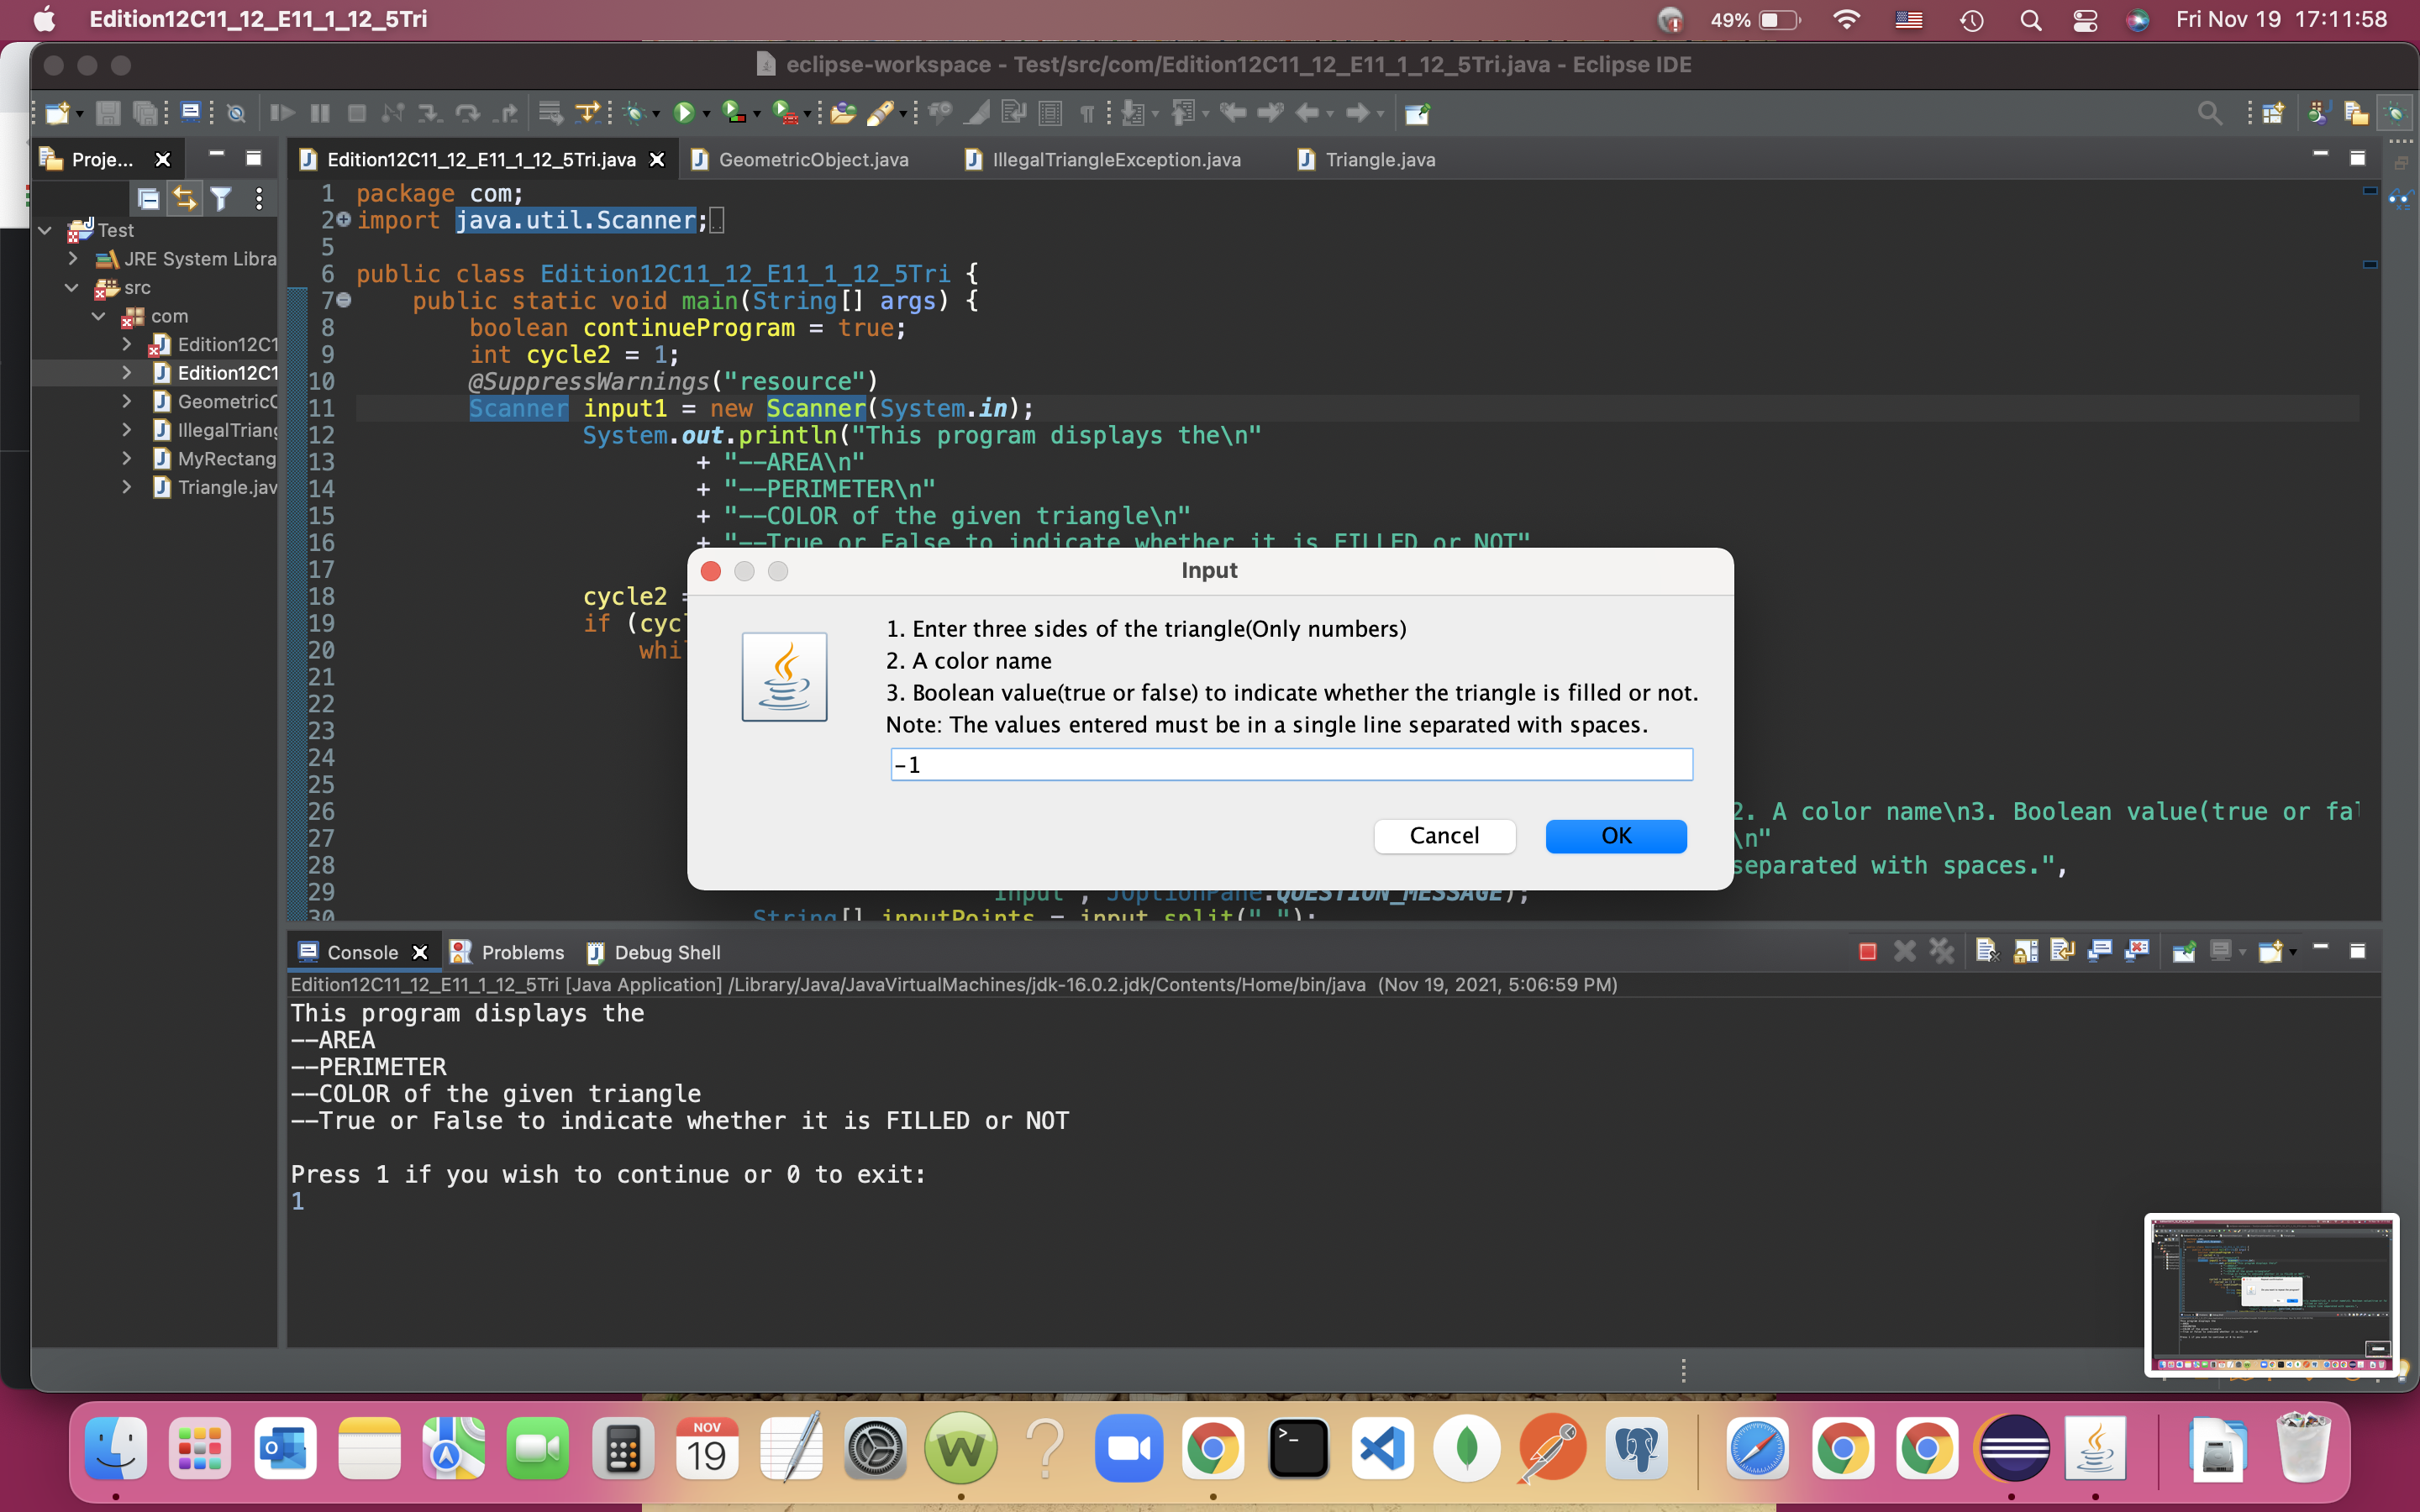 Edition12C11_12_E11_1_12_5Tri
49%
Fri Nov 19 17:11:58
eclipse-workspace - Test/src/com/Edition12C11_12_E11_1_12_5Tri.java - Eclipse IDE
Proje...
Edition12C11_12_E11_1_12_5Tri.java
GeometricObject.java
IllegalTriangleException.java
Triangle.java
Test
JRE System Libra
src
com
Edition12C1
Edition12C1
GeometricO
IllegalTriang
MyRectang
Triangle.jav
1 package com;
2 import java.util.Scanner;
5
6 public class Edition12C11_12_E11_1_12_5Tri {
7 public static void main(String[] args) {
8 boolean continueProgram = true;
9 int cycle2 = 1;
10 @SuppressWarnings("resource")
11 Scanner input1 = new Scanner(System.in);
12 System.out.println("This program displays the\n"
13 + "--AREA\n"
14 + "--PERIMETER\n"
15 + "--COLOR of the given triangle\n"
16 + "--True or False to indicate whether it is FILLED or NOT"
17
18 cycle2 =
19 if (cycl
20 whi
21
22
23
24
25
26 2. A color name\n3. Boolean value(true or fal
27 \n"
28 separated with spaces.",
29 "Input", JOptionPane.QUESTION_MESSAGE);
30 String[] inputPoints = input.split(" ");
Input
1. Enter three sides of the triangle(Only numbers)
2. A color name
3. Boolean value(true or false) to indicate whether the triangle is filled or not.
Note: The values entered must be in a single line separated with spaces.
-1
Cancel
OK
Console
Problems
Debug Shell
Edition12C11_12_E11_1_12_5Tri [Java Application] /Library/Java/JavaVirtualMachines/jdk-16.0.2.jdk/Contents/Home/bin/java (Nov 19, 2021, 5:06:59 PM)
This program displays the
--AREA
--PERIMETER
--COLOR of the given triangle
--True or False to indicate whether it is FILLED or NOT
Press 1 if you wish to continue or 0 to exit:
1
NOV
19